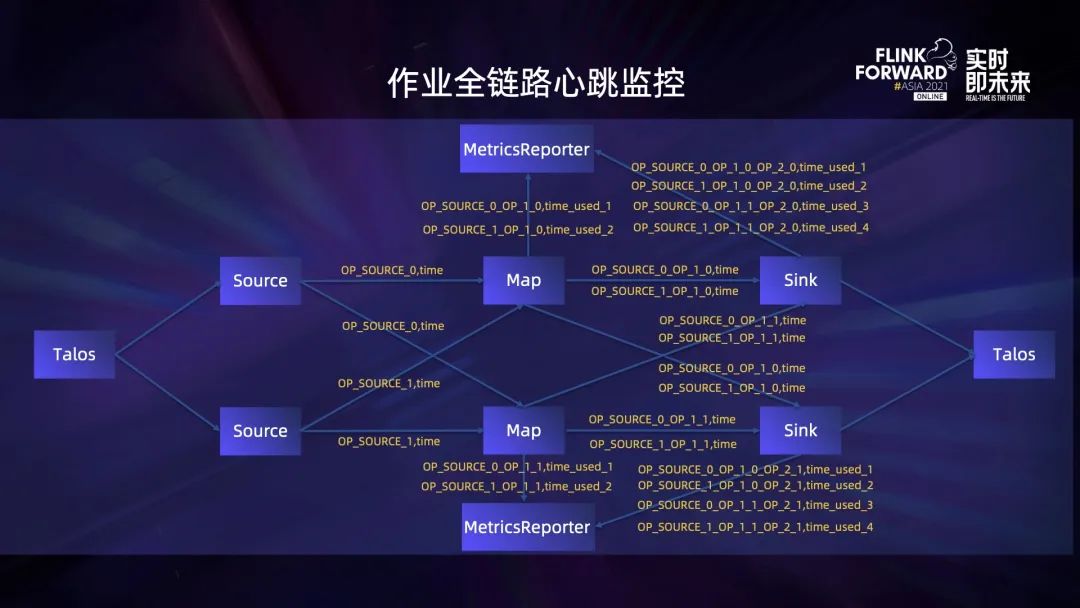 作业全链路心跳监控
FLINK
FORWARD
#ASIA 2021
ONLINE
实时
即未来
REAL-TIME IS THE FUTURE
MetricsReporter
OP_SOURCE_0_OP_1_0_OP_2_0,time_used_1
OP_SOURCE_1_OP_1_0_OP_2_0,time_used_2
OP_SOURCE_0_OP_1_0,time_used_1
OP_SOURCE_0_OP_1_1_OP_2_0,time_used_3
OP_SOURCE_1_OP_1_0,time_used_2
OP_SOURCE_1_OP_1_1_OP_2_0,time_used_4
OP_SOURCE_0,time
OP_SOURCE_0_OP_1_0,time
Source
Map
Sink
OP_SOURCE_1_OP_1_0,time
OP_SOURCE_0,time
OP_SOURCE_0_OP_1_1,time
OP_SOURCE_1_OP_1_1,time
Talos
Talos
OP_SOURCE_0_OP_1_0,time
OP_SOURCE_1,time
OP_SOURCE_1_OP_1_0,time
OP_SOURCE_0_OP_1_1,time
Source
Map
Sink
OP_SOURCE_1,time
OP_SOURCE_1_OP_1_1,time
OP_SOURCE_0_OP_1_1,time_used_1
OP_SOURCE_0_OP_1_0_OP_2_1,time_used_1
OP_SOURCE_1_OP_1_1,time_used_2
OP_SOURCE_1_OP_1_0_OP_2_1,time_used_2
OP_SOURCE_0_OP_1_1_OP_2_1,time_used_3
MetricsReporter
OP_SOURCE_1_OP_1_1_OP_2_1,time_used_4